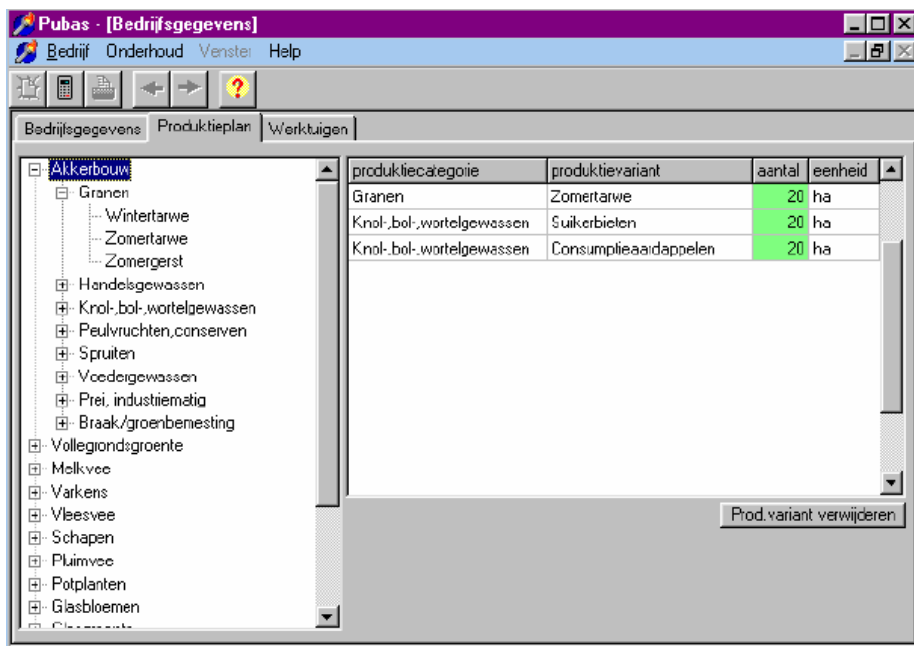 Pubas - [Bedrijfsgegevens]
Bedrijf Onderhoud Venster Help
Bedrijfsgegevens Produktieplan Werktuigen
Akkerbouw
Granen
Wintertarwe
Zomertarwe
Zomergerst
Handelsgewassen
Knol-,bol-,wortelgewassen
Peulvruchten,conserven
Spruiten
Voedergewassen
Prei, industriematig
Braak/groenbemesting
Vollegrondsgroente
Melkvee
Varkens
Vleesvee
Schapen
Pluimvee
Potplanten
Glasbloemen
produktiecategorie produktievariant aantal eenheid
Granen Zomertarwe 20 ha
Knol-,bol-,wortelgewassen Suikerbieten 20 ha
Knol-,bol-,wortelgewassen Consumptieaardappelen 20 ha
Prod.variant verwijderen